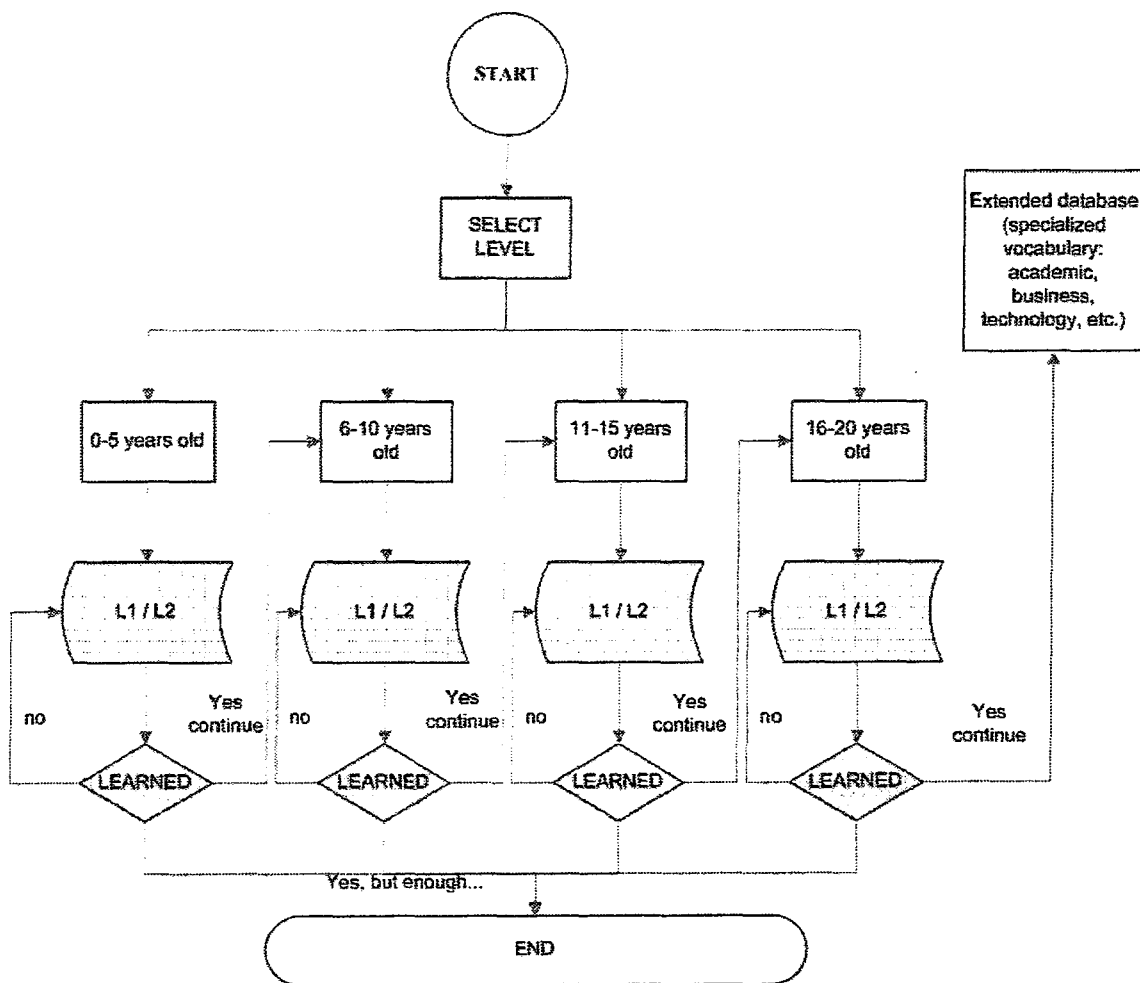 START
SELECT
LEVEL
Extended database
(specialized
vocabulary:
academic,
business,
technology, etc.)
0-5 years old
6-10 years
old
11-15 years
old
16-20 years
old
L1 / L2
L1 / L2
L1 / L2
L1 / L2
no
Yes
continue
no
Yes
continue
no
Yes
continue
no
Yes
continue
LEARNED
LEARNED
LEARNED
LEARNED
Yes, but enough...
END